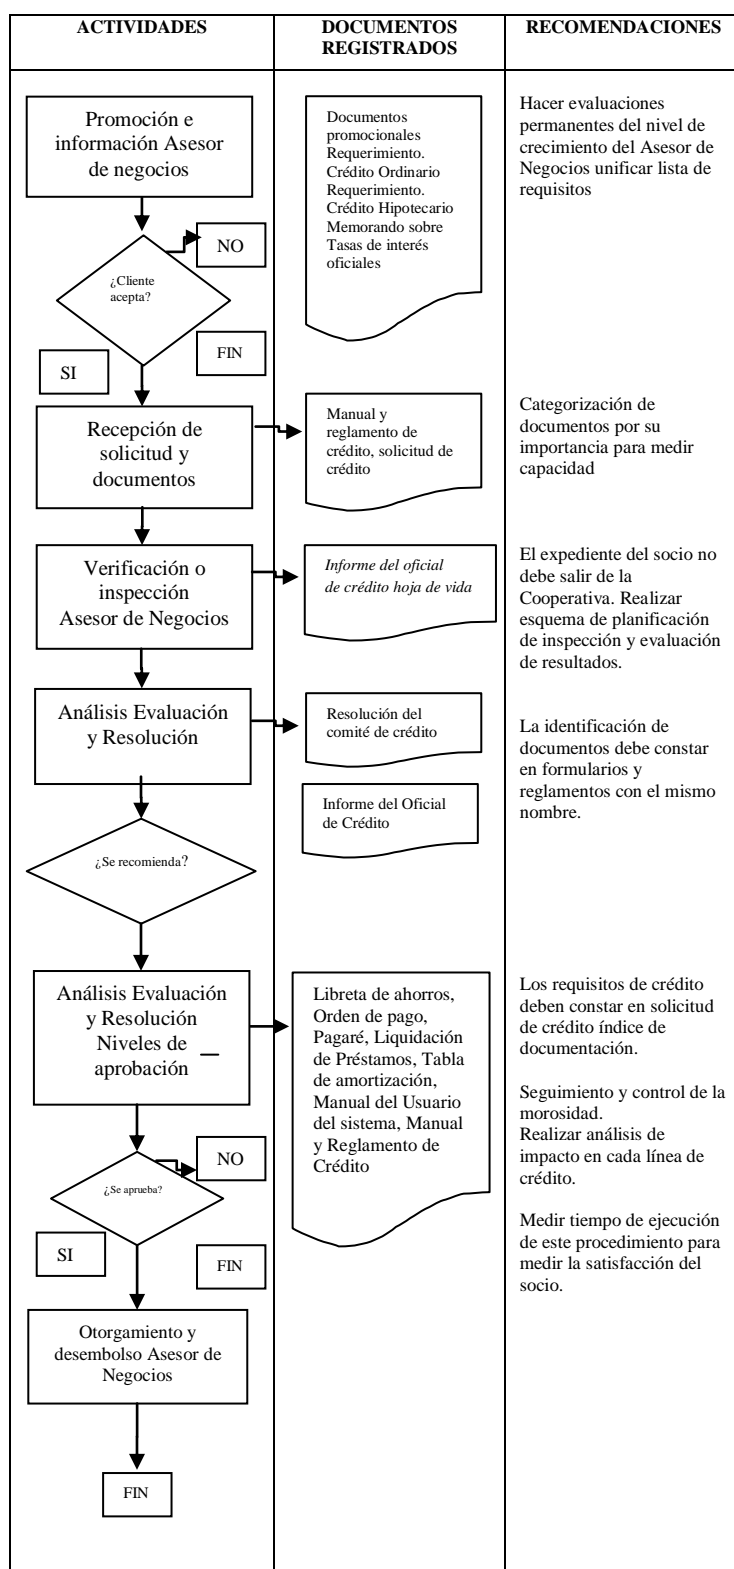 ACTIVIDADES
DOCUMENTOS
REGISTRADOS
RECOMENDACIONES
Promoción e
información Asesor
de negocios
Documentos
promocionales
Requerimiento.
Crédito Ordinario
Requerimiento.
Crédito Hipotecario
Memorando sobre
Tasas de interés
oficiales
Hacer evaluaciones
permanentes del nivel de
crecimiento del Asesor de
Negocios unificar lista de
requisitos
NO
¿Cliente
acepta?
FIN
SI
Recepción de
solicitud y
documentos
Manual y
reglamento de
crédito, solicitud de
crédito
Categorización de
documentos por su
importancia para medir
capacidad
Verificación o
inspección
Asesor de Negocios
Informe del oficial
de crédito hoja de vida
El expediente del socio no
debe salir de la
Cooperativa. Realizar
esquema de planificación
de inspección y evaluación
de resultados.
Análisis Evaluación
y Resolución
Resolución del
comité de crédito
La identificación de
documentos debe constar
en formularios y
reglamentos con el mismo
nombre.
Informe del Oficial
de Crédito
¿Se recomienda?
Análisis Evaluación
y Resolución
Niveles de
aprobación
Libreta de ahorros,
Orden de pago,
Pagaré, Liquidación
de Préstamos, Tabla
de amortización,
Manual del Usuario
del sistema, Manual
y Reglamento de
Crédito
Los requisitos de crédito
deben constar en solicitud
de crédito índice de
documentación.
Seguimiento y control de la
morosidad.
Realizar análisis de
impacto en cada línea de
crédito.
Medir tiempo de ejecución
de este procedimiento para
medir la satisfacción del
socio.
NO
¿Se aprueba?
SI
FIN
Otorgamiento y
desembolso Asesor de
Negocios
FIN